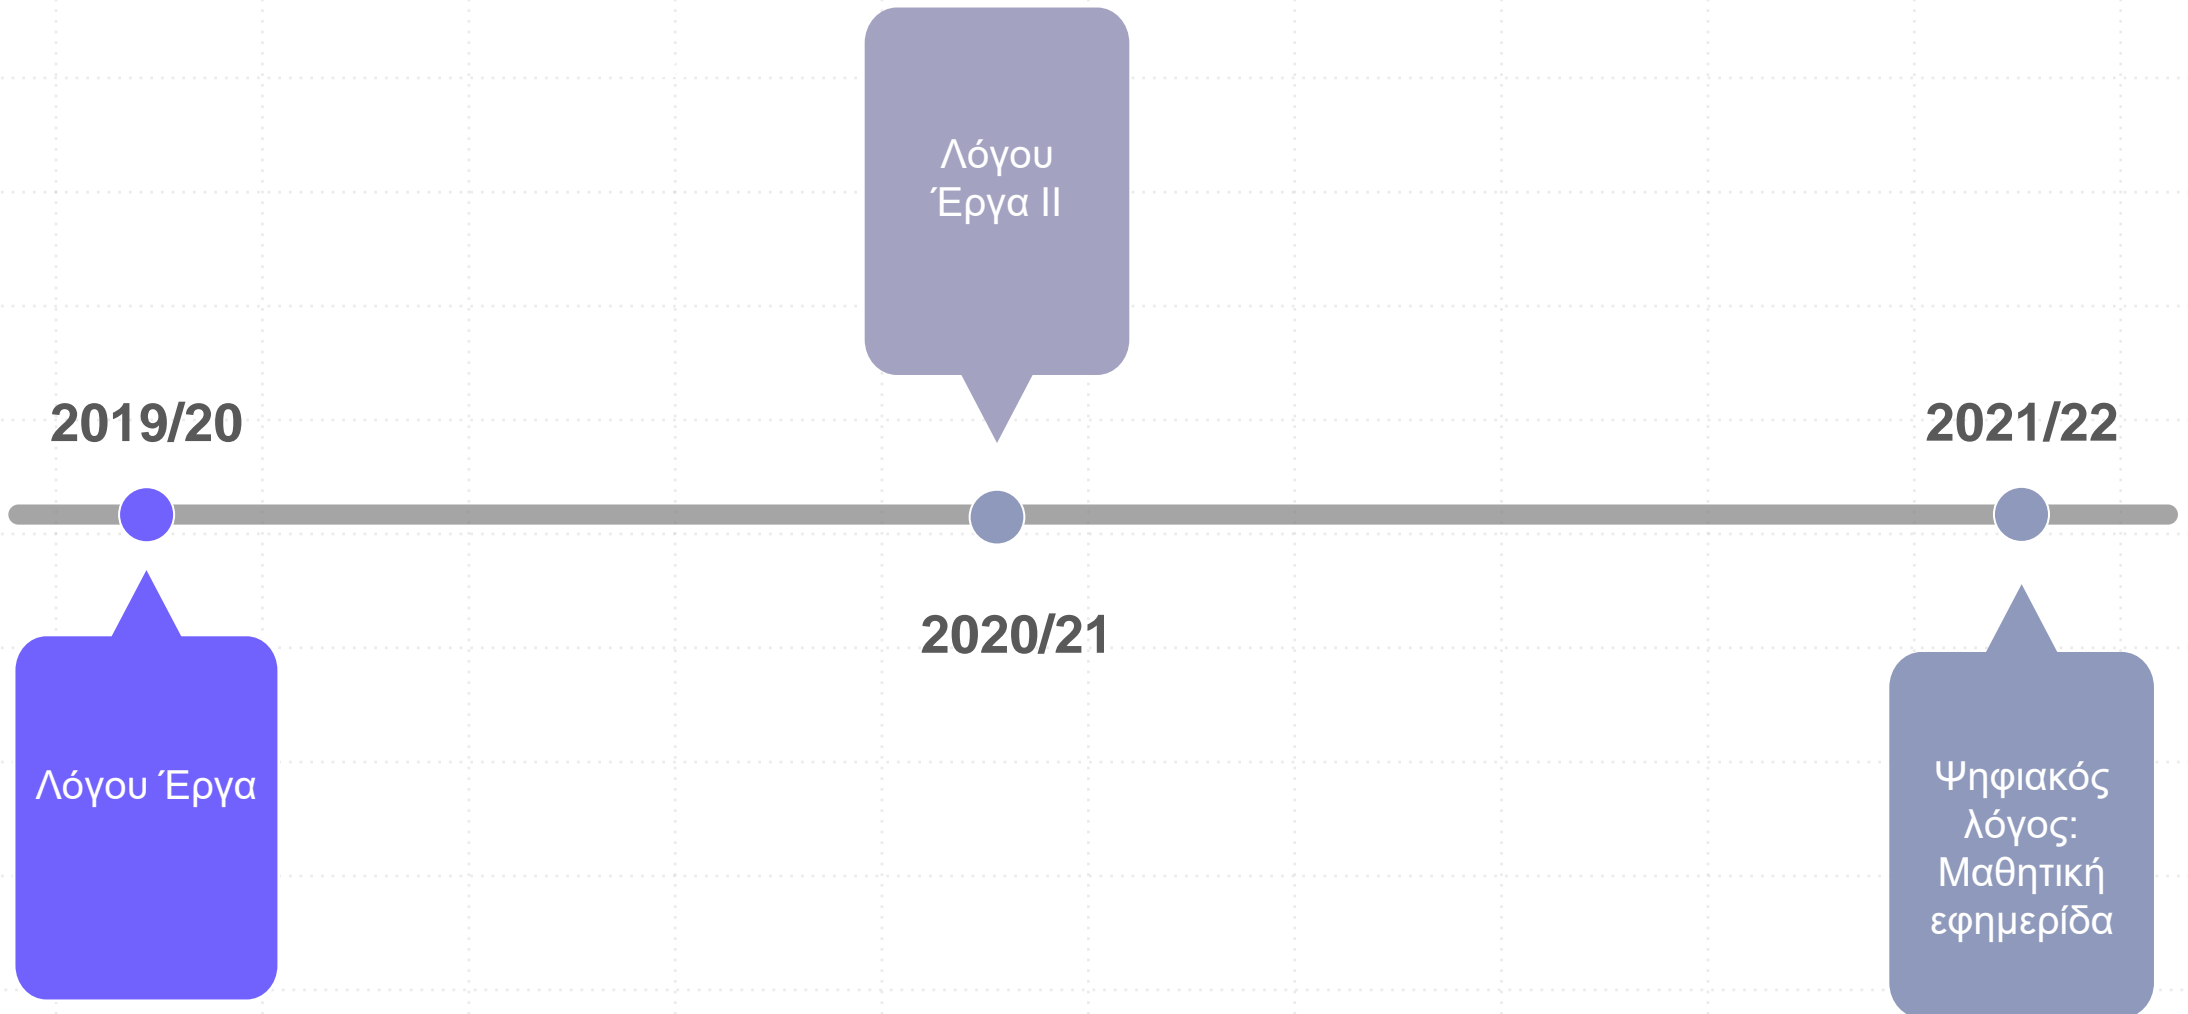 2019/20
Λόγου Έργα
Λόγου
Έργα ΙΙ
2020/21
2021/22
Ψηφιακός
λόγος:
Μαθητική
εφημερίδα